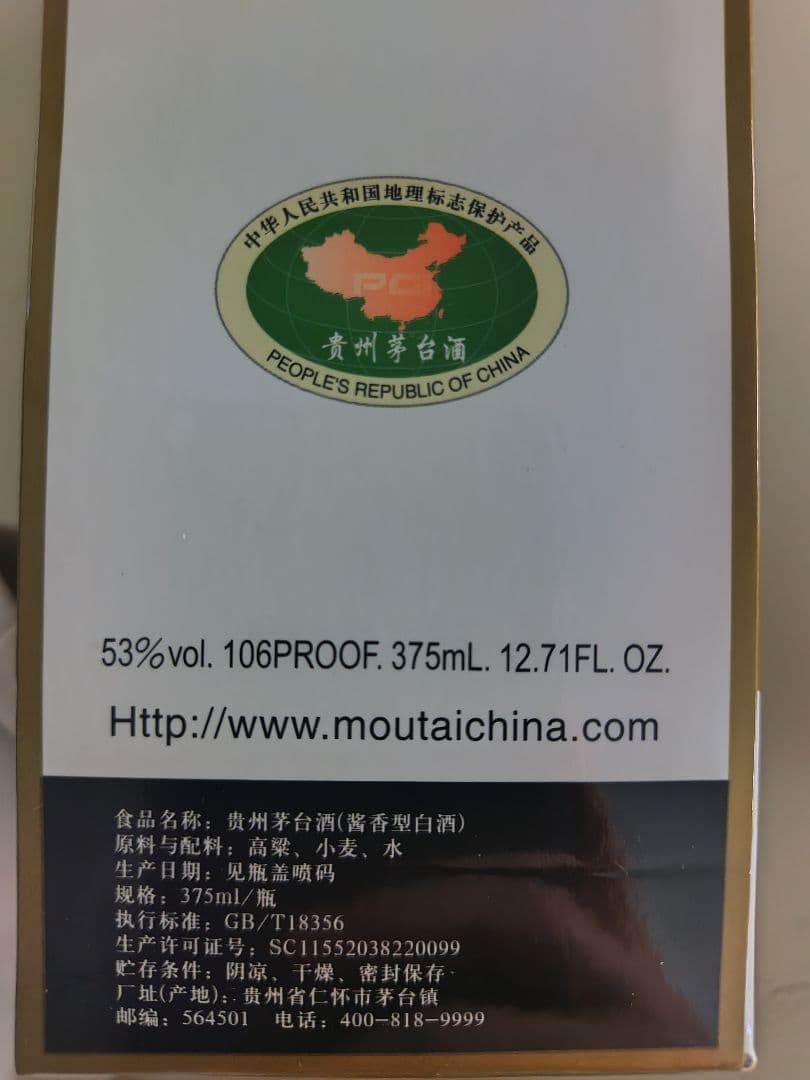 中华人民共和国地理标志保护产品
PG
贵州茅台酒
PEOPLE'S REPUBLIC OF CHINA
53%vol. 106PROOF. 375mL. 12.71FL. OZ.
Http://www.moutaichina.com
食品名称：贵州茅台酒(酱香型白酒)
原料与配料：高粱、小麦、水
生产日期：见瓶盖喷码
规格：375ml/瓶
执行标准：GB/T18356
生产许可证号：SC11552038220099
贮存条件：阴凉、干燥、密封保存
厂址(产地)：贵州省仁怀市茅台镇
邮编：564501 电话：400-818-9999